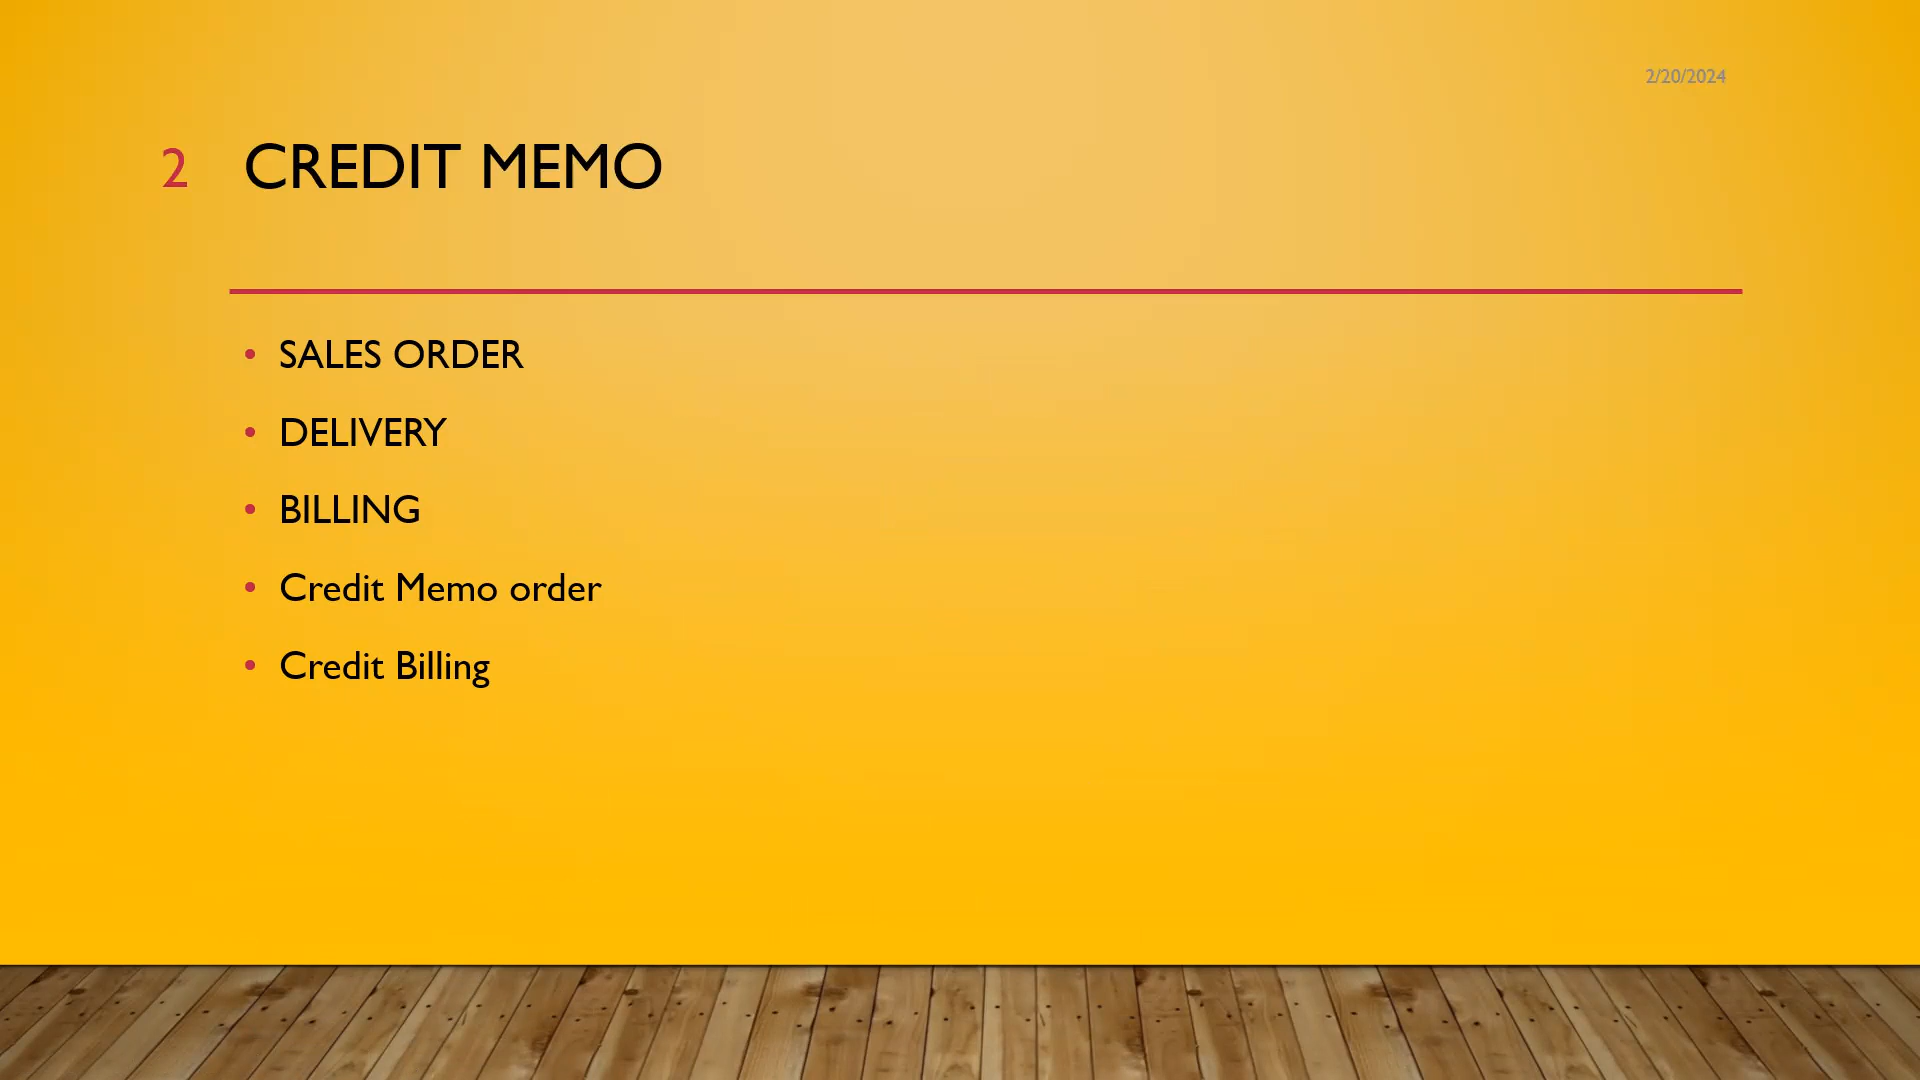 2/20/2024
2 CREDIT MEMO
• SALES ORDER
• DELIVERY
• BILLING
• Credit Memo order
• Credit Billing